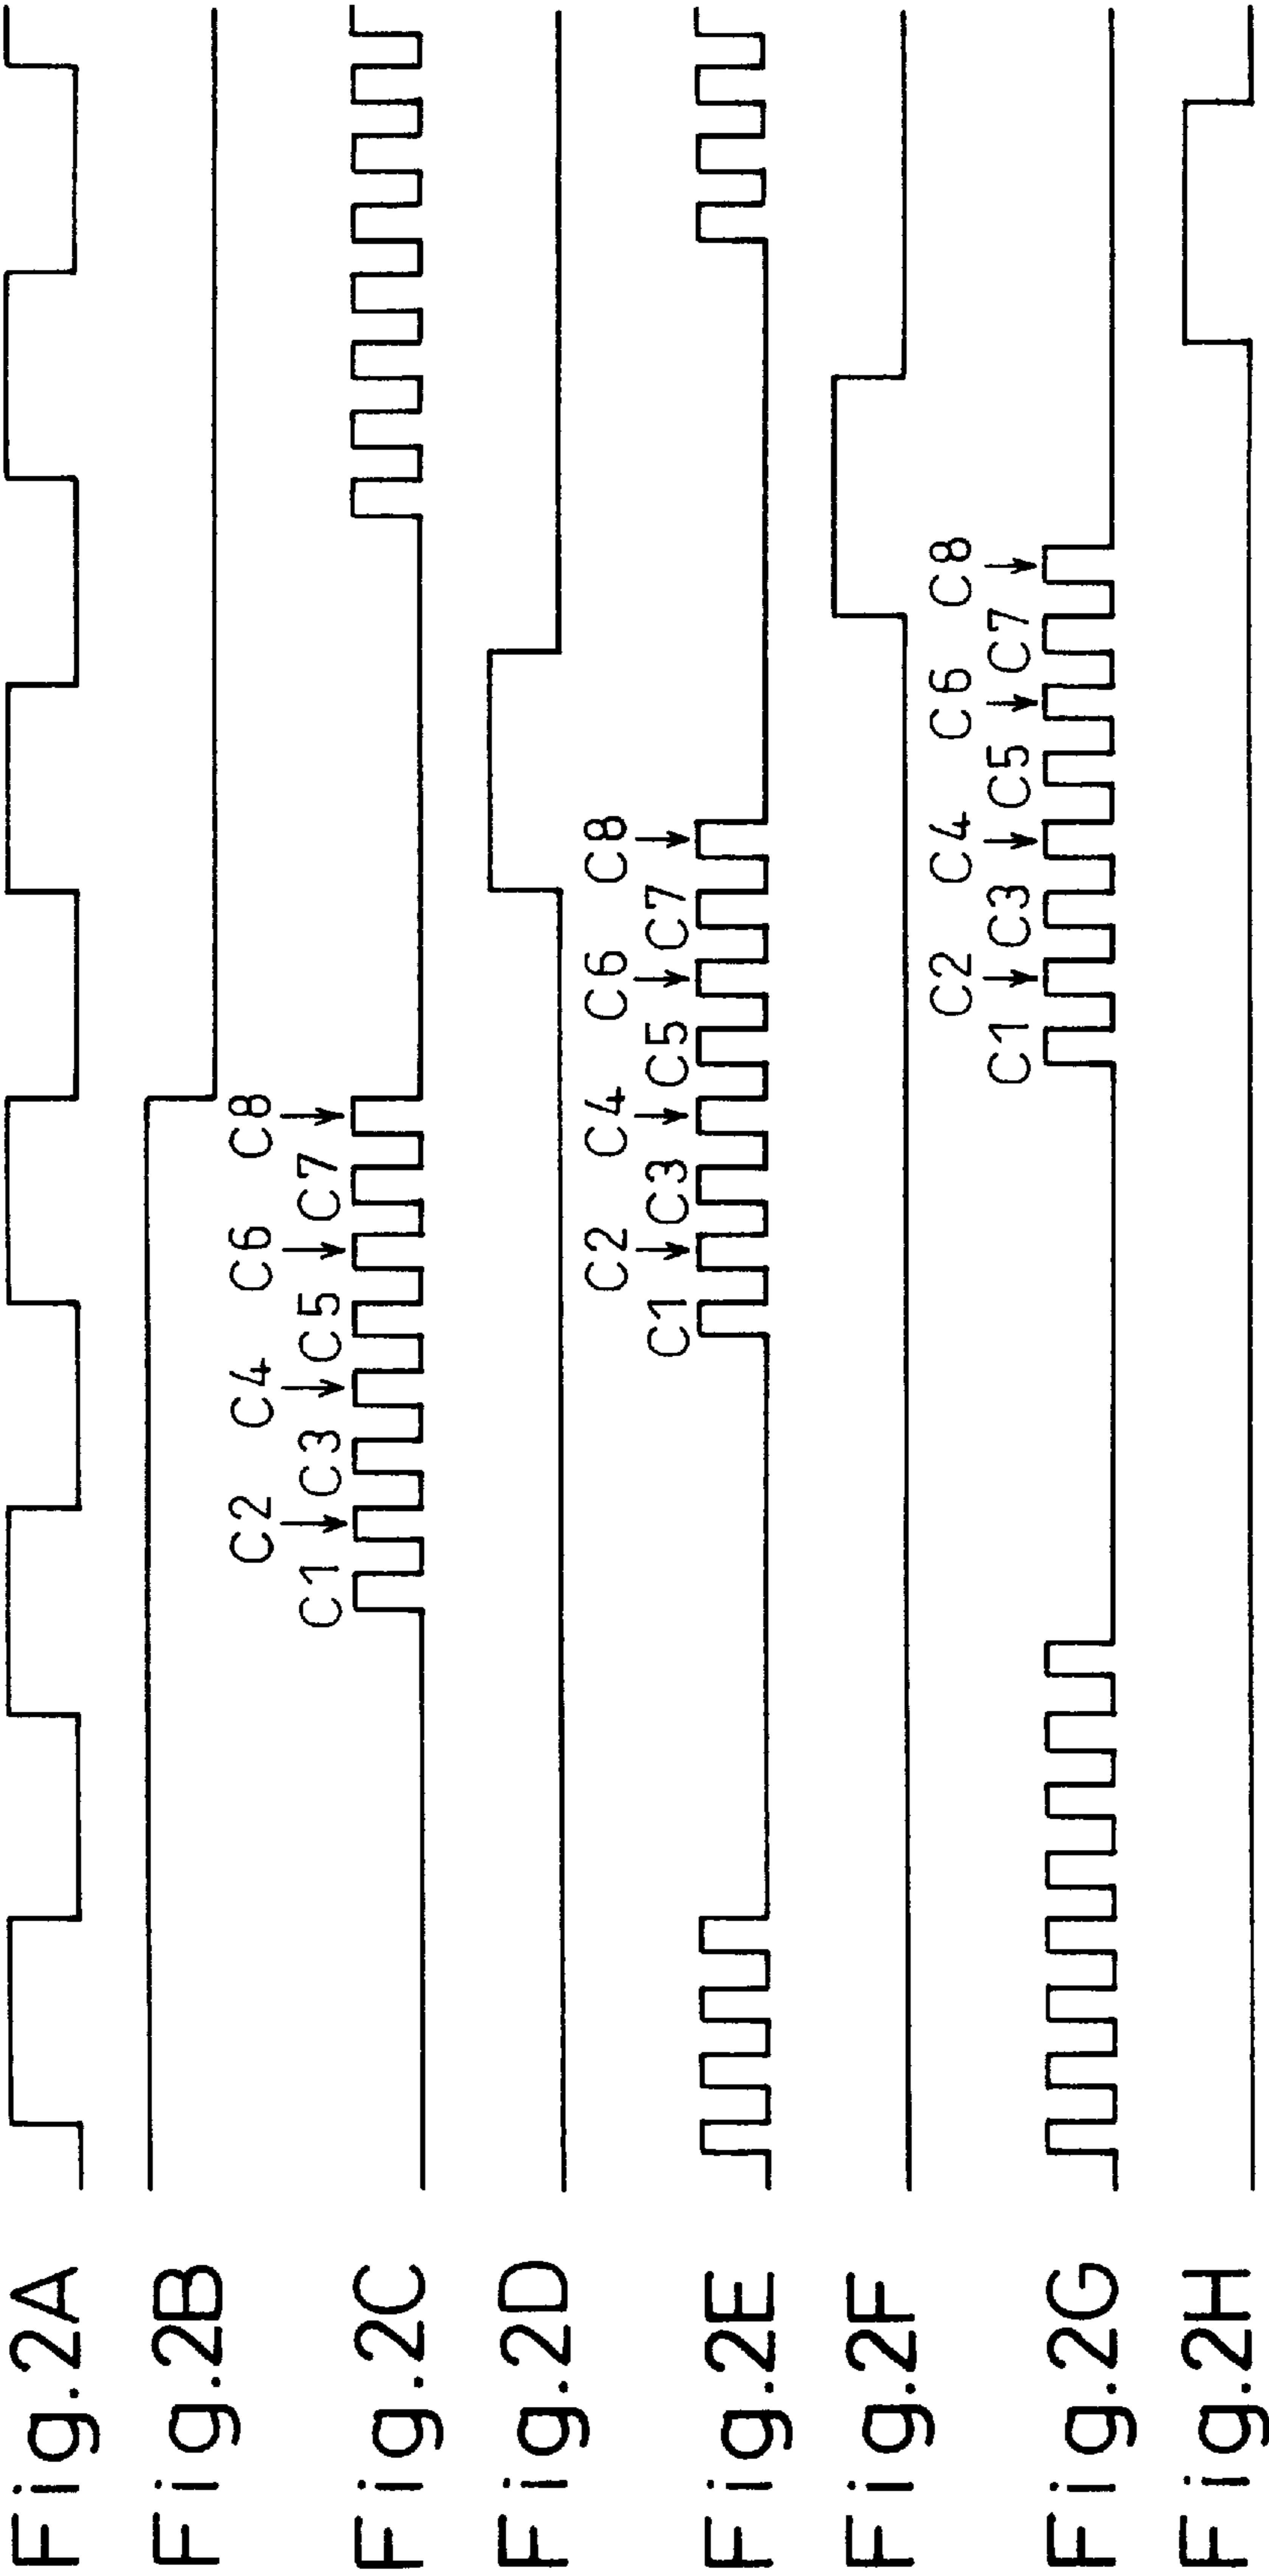 Fig.2A
Fig.2B
C2 C4 C6 C8
C1 C3 C5 C7
Fig.2C
Fig.2D
C2 C4 C6 C8
C1 C3 C5 C7
Fig.2E
Fig.2F
C2 C4 C6 C8
C1 C3 C5 C7
Fig.2G
Fig.2H